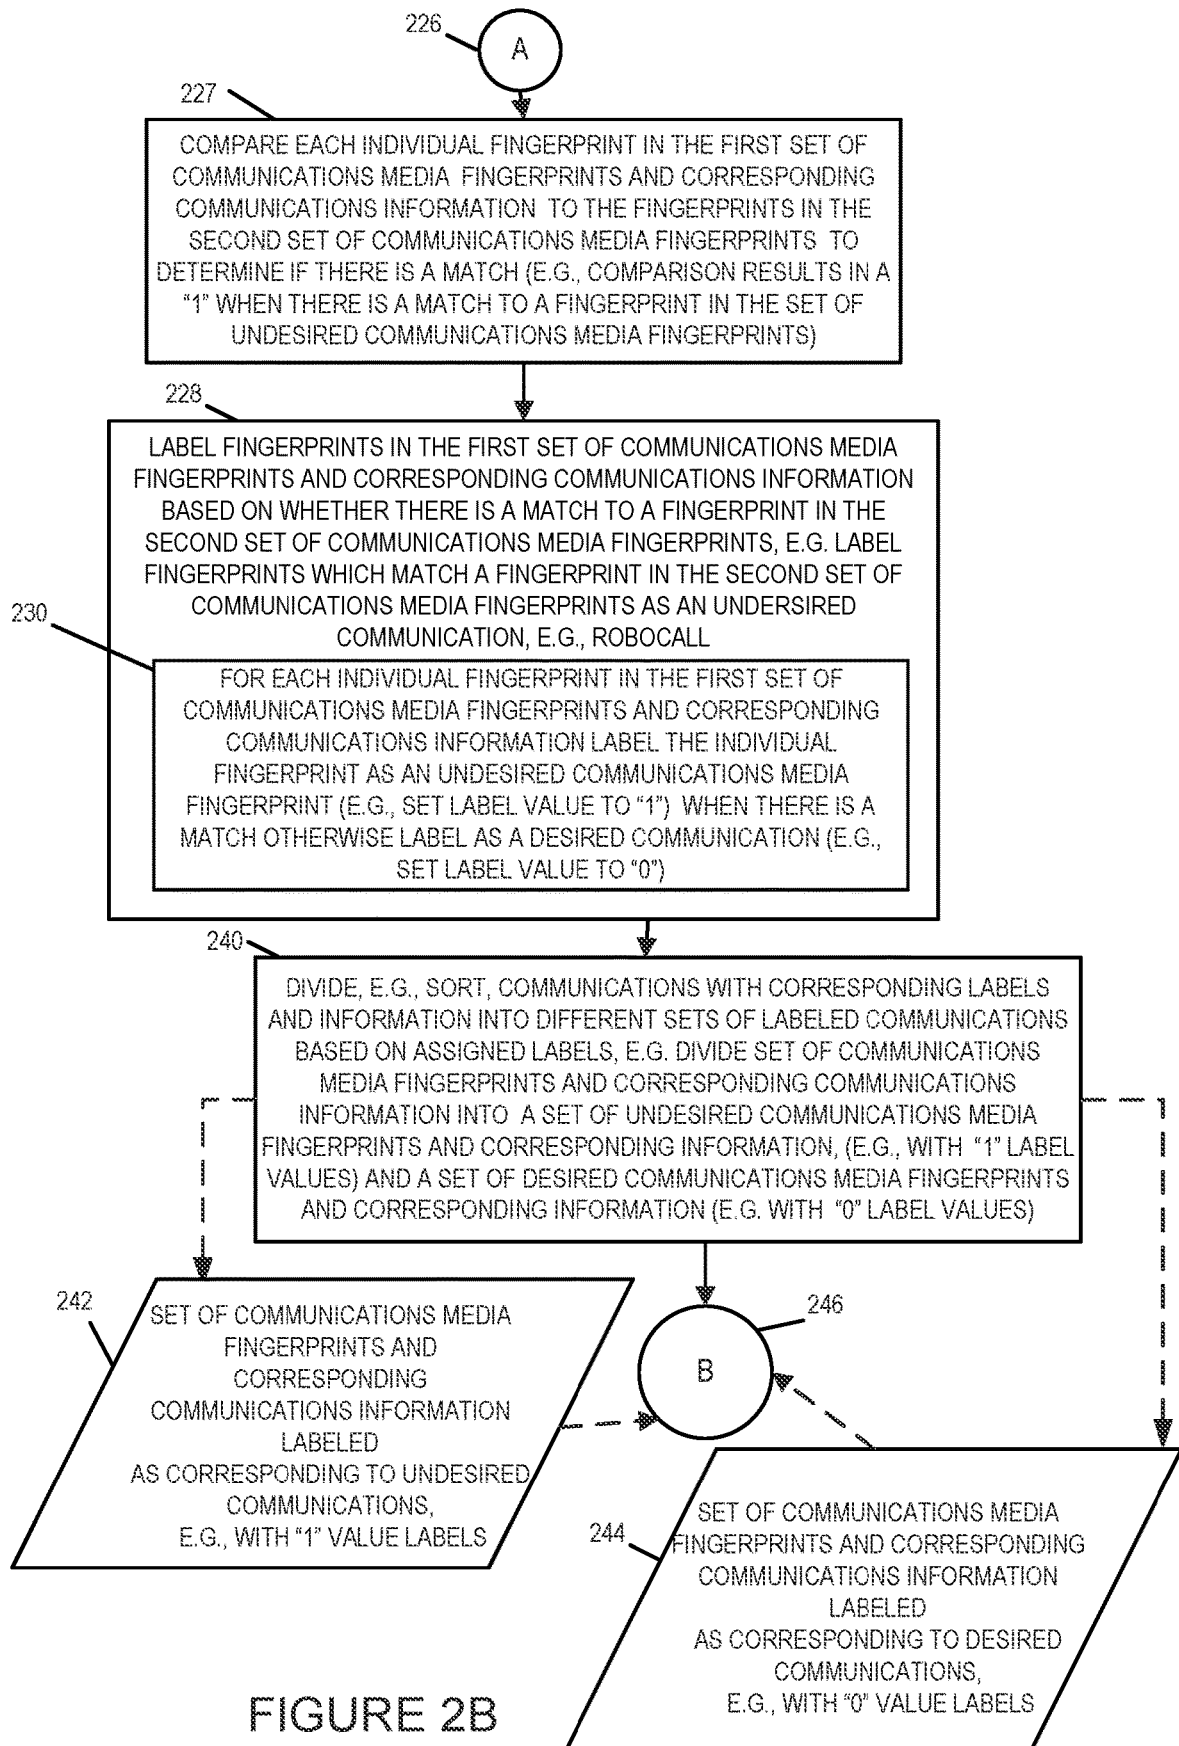 226
A
227
COMPARE EACH INDIVIDUAL FINGERPRINT IN THE FIRST SET OF
COMMUNICATIONS MEDIA FINGERPRINTS AND CORRESPONDING
COMMUNICATIONS INFORMATION TO THE FINGERPRINTS IN THE
SECOND SET OF COMMUNICATIONS MEDIA FINGERPRINTS TO
DETERMINE IF THERE IS A MATCH (E.G., COMPARISON RESULTS IN A
“1” WHEN THERE IS A MATCH TO A FINGERPRINT IN THE SET OF
UNDESIRED COMMUNICATIONS MEDIA FINGERPRINTS)
228
LABEL FINGERPRINTS IN THE FIRST SET OF COMMUNICATIONS MEDIA
FINGERPRINTS AND CORRESPONDING COMMUNICATIONS INFORMATION
BASED ON WHETHER THERE IS A MATCH TO A FINGERPRINT IN THE
SECOND SET OF COMMUNICATIONS MEDIA FINGERPRINTS, E.G. LABEL
FINGERPRINTS WHICH MATCH A FINGERPRINT IN THE SECOND SET OF
COMMUNICATIONS MEDIA FINGERPRINTS AS AN UNDERSIRED
COMMUNICATION, E.G., ROBOCALL
230
FOR EACH INDIVIDUAL FINGERPRINT IN THE FIRST SET OF
COMMUNICATIONS MEDIA FINGERPRINTS AND CORRESPONDING
COMMUNICATIONS INFORMATION LABEL THE INDIVIDUAL
FINGERPRINT AS AN UNDESIRED COMMUNICATIONS MEDIA
FINGERPRINT (E.G., SET LABEL VALUE TO “1”) WHEN THERE IS A
MATCH OTHERWISE LABEL AS A DESIRED COMMUNICATION (E.G.,
SET LABEL VALUE TO “0”)
240
DIVIDE, E.G., SORT, COMMUNICATIONS WITH CORRESPONDING LABELS
AND INFORMATION INTO DIFFERENT SETS OF LABELED COMMUNICATIONS
BASED ON ASSIGNED LABELS, E.G. DIVIDE SET OF COMMUNICATIONS
MEDIA FINGERPRINTS AND CORRESPONDING COMMUNICATIONS
INFORMATION INTO A SET OF UNDESIRED COMMUNICATIONS MEDIA
FINGERPRINTS AND CORRESPONDING INFORMATION, (E.G., WITH “1” LABEL
VALUES) AND A SET OF DESIRED COMMUNICATIONS MEDIA FINGERPRINTS
AND CORRESPONDING INFORMATION (E.G. WITH “0” LABEL VALUES)
242
SET OF COMMUNICATIONS MEDIA
FINGERPRINTS AND
CORRESPONDING
COMMUNICATIONS INFORMATION
LABELED
AS CORRESPONDING TO UNDESIRED
COMMUNICATIONS,
E.G., WITH “1” VALUE LABELS
246
B
244
SET OF COMMUNICATIONS MEDIA
FINGERPRINTS AND CORRESPONDING
COMMUNICATIONS INFORMATION
LABELED
AS CORRESPONDING TO DESIRED
COMMUNICATIONS,
E.G., WITH “0” VALUE LABELS
FIGURE 2B